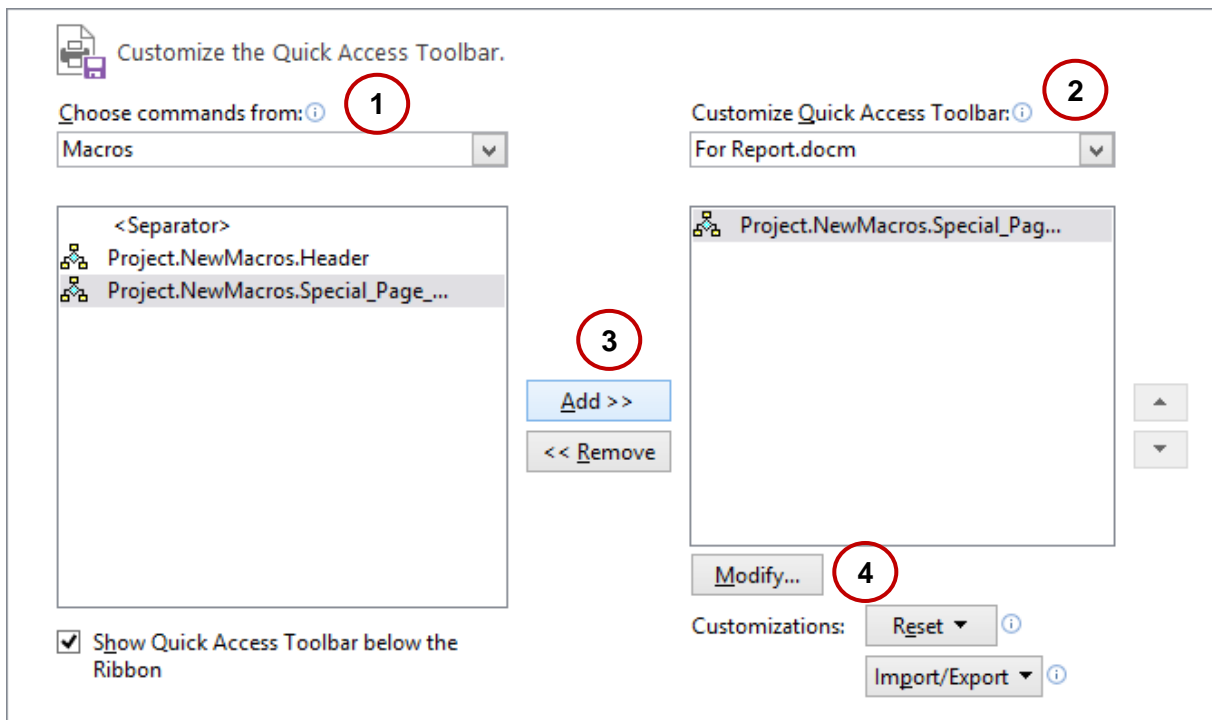 Customize the Quick Access Toolbar.
1
2
Choose commands from:
Customize Quick Access Toolbar:
Macros
For Report.docm
<Separator>
Project.NewMacros.Special_Pag...
Project.NewMacros.Header
Project.NewMacros.Special_Page_...
3
Add >>
<< Remove
Modify...
4
Customizations:
Reset
Show Quick Access Toolbar below the
Ribbon
Import/Export